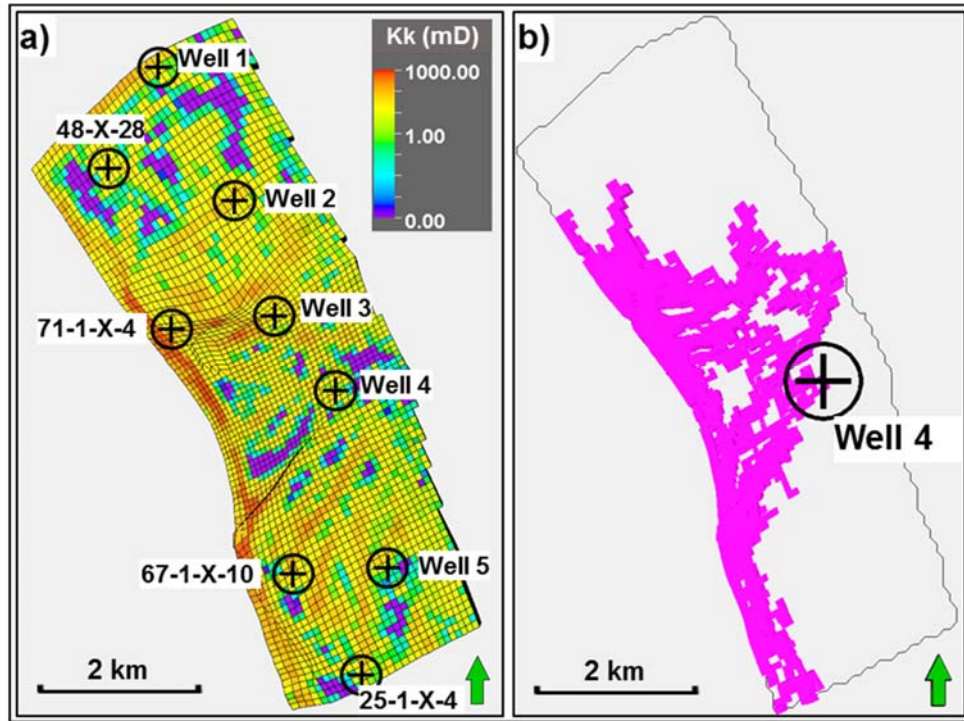 a)
Kk (mD)
1000.00
1.00
0.00
Well 1
48-X-28
Well 2
Well 3
71-1-X-4
Well 4
67-1-X-10
Well 5
25-1-X-4
2 km
b)
Well 4
2 km